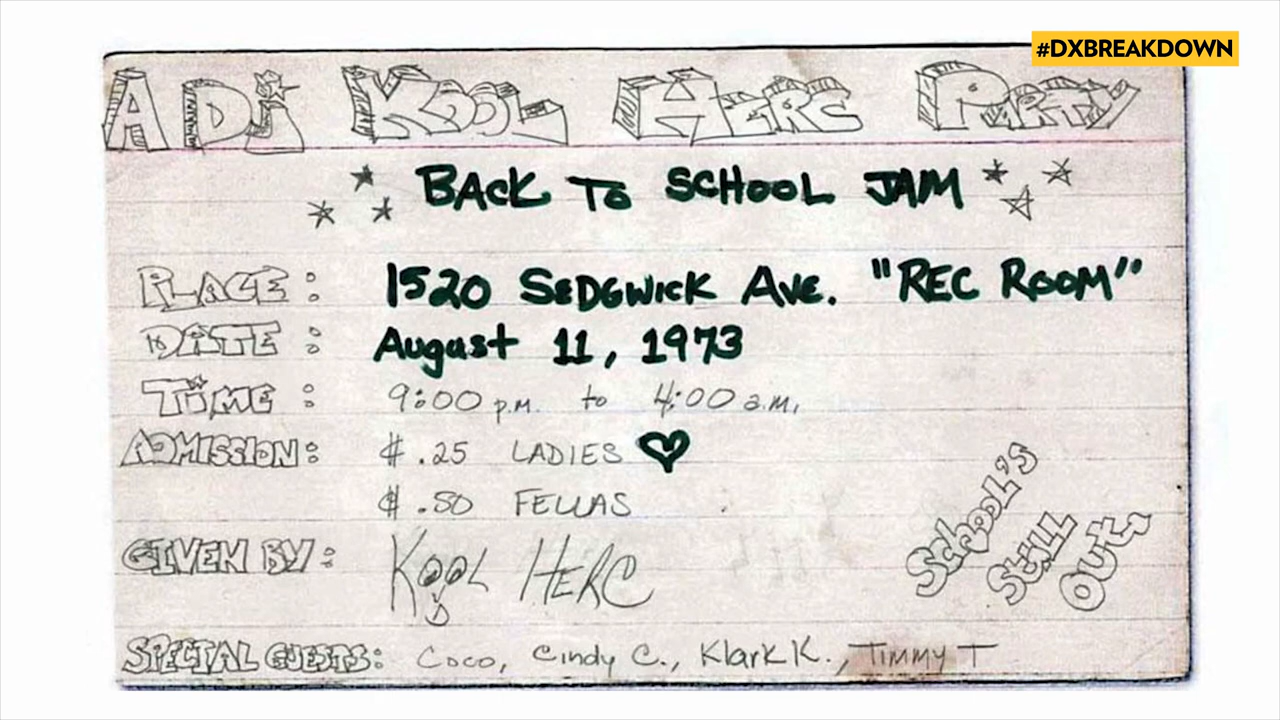 #DXBREAKDOWN
A DJ KOOL HERC PARTY
BACK TO SCHOOL JAM
PLACE: 1520 SEDGWICK AVE. "REC ROOM"
DATE: August 11, 1973
TIME: 9:00 p.m. to 4:00 a.m.
ADMISSION: $.25 LADIES
$.50 FELLAS
School's
Still
Out,
GIVEN BY: KOOL HERC
SPECIAL GUESTS: Coco, Cindy C., Klark K., Timmy T